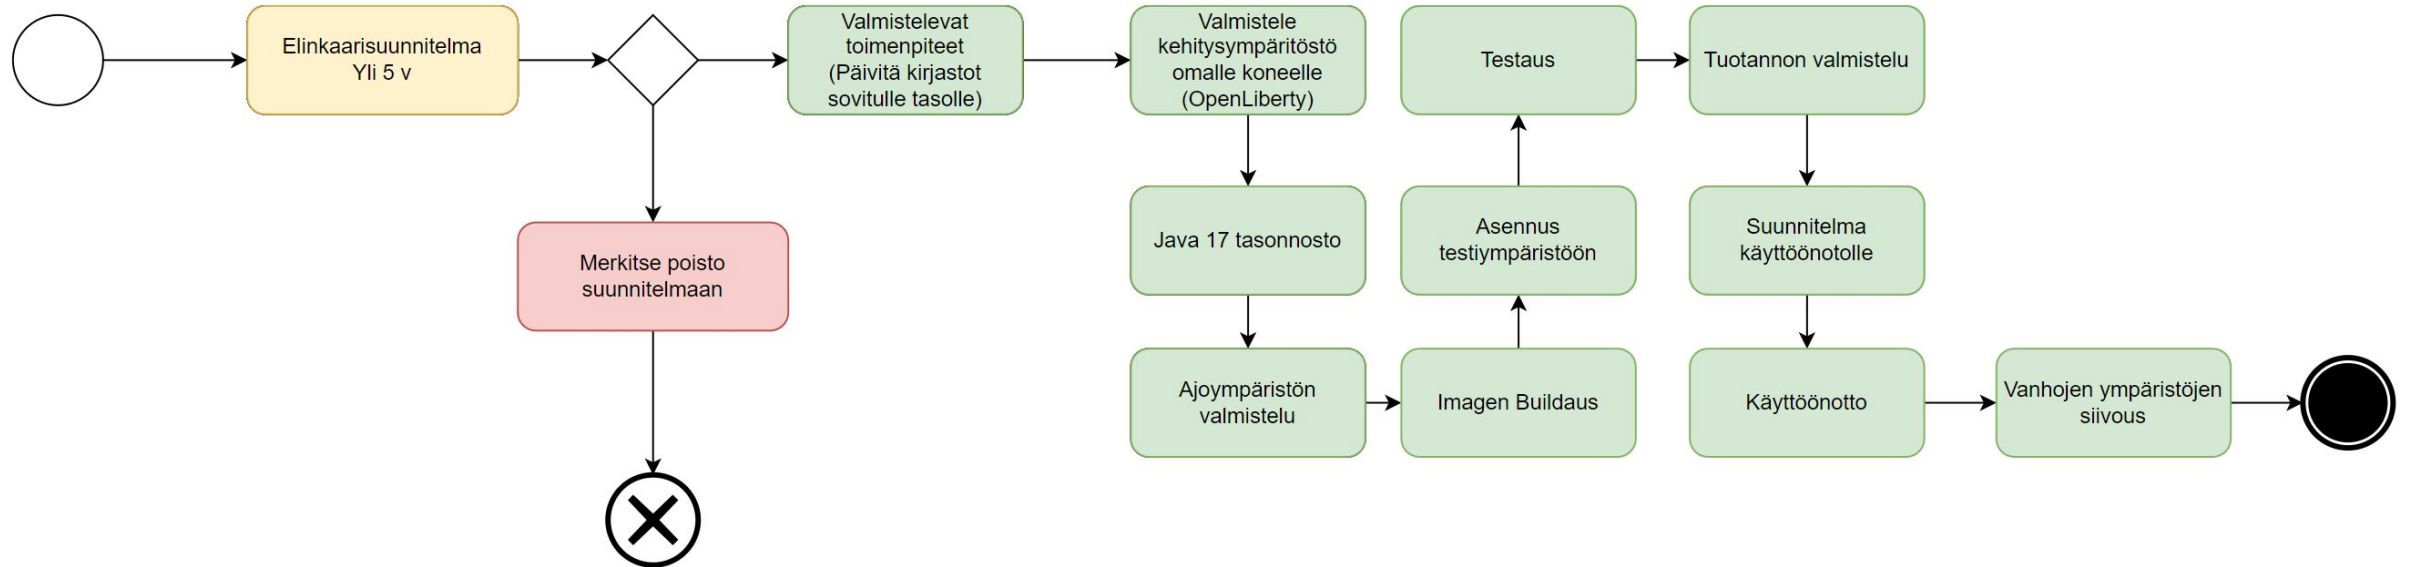 Elinkaarisuunnitelma
Yli 5 v
Valmistelevat
toimenpiteet
(Päivitä kirjastot
sovitulle tasolle)
Valmistele
kehitysympäritöstö
omalle koneelle
(OpenLiberty)
Java 17 tasonnosto
Ajoympäristön
valmistelu
Imagen Buildaus
Asennus
testiympäristöön
Testaus
Tuotannon valmistelu
Suunnitelma
käyttöönotolle
Käyttöönotto
Vanhojen ympäristöjen
siivous
Merkitse poisto
suunnitelmaan